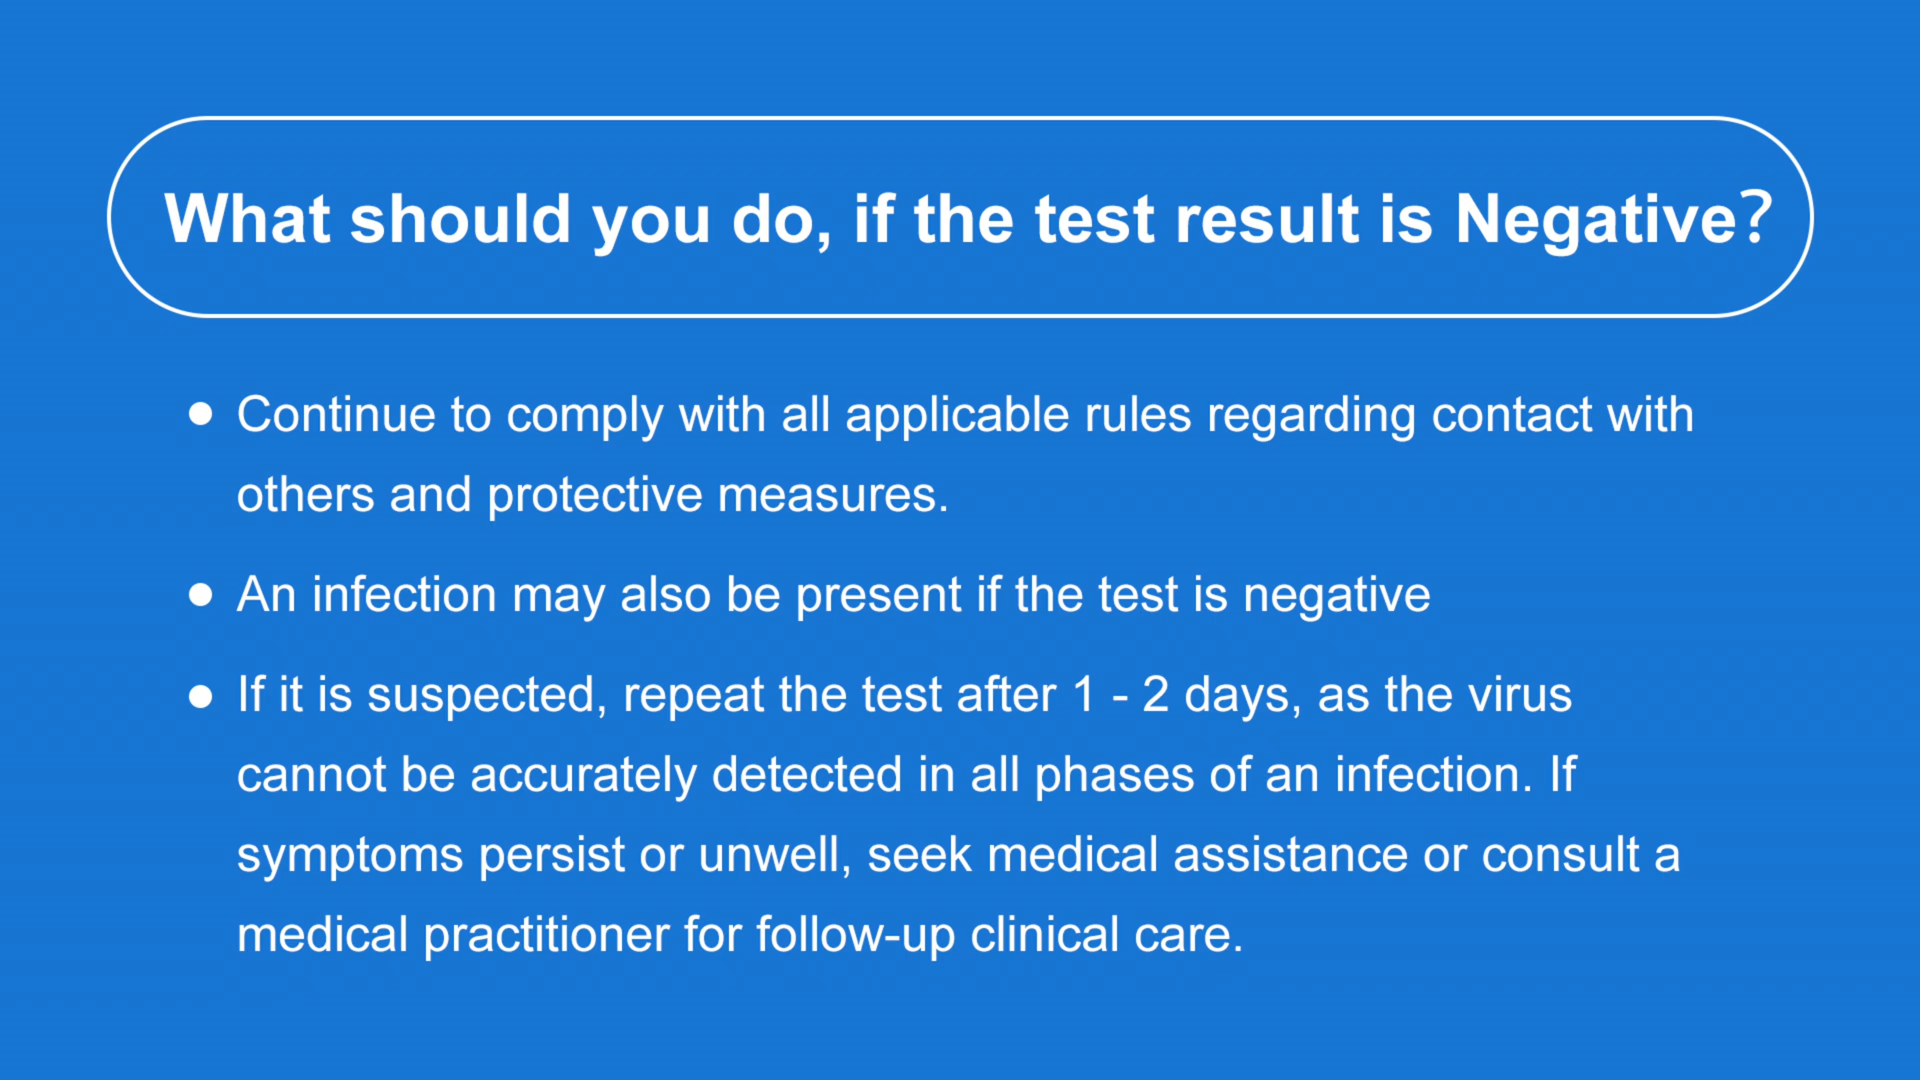 What should you do, if the test result is Negative?
● Continue to comply with all applicable rules regarding contact with
others and protective measures.
● An infection may also be present if the test is negative
● If it is suspected, repeat the test after 1 - 2 days, as the virus
cannot be accurately detected in all phases of an infection. If
symptoms persist or unwell, seek medical assistance or consult a
medical practitioner for follow-up clinical care.